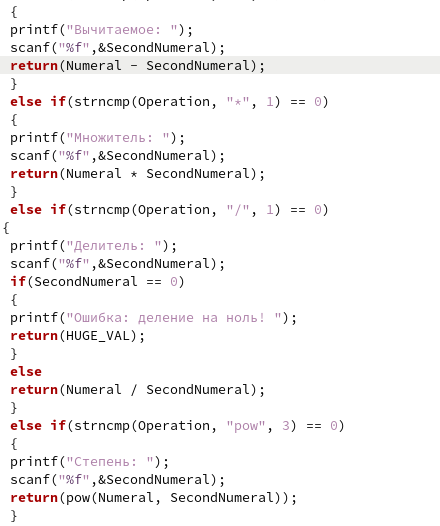 {
printf("Вычитаемое: ");
scanf("%f",&SecondNumeral);
return(Numeral - SecondNumeral);
}
else if(strncmp(Operation, "*", 1) == 0)
{
printf("Множитель: ");
scanf("%f",&SecondNumeral);
return(Numeral * SecondNumeral);
}
else if(strncmp(Operation, "/", 1) == 0)
{
printf("Делитель: ");
scanf("%f",&SecondNumeral);
if(SecondNumeral == 0)
{
printf("Ошибка: деление на ноль! ");
return(HUGE_VAL);
}
else
return(Numeral / SecondNumeral);
}
else if(strncmp(Operation, "pow", 3) == 0)
{
printf("Степень: ");
scanf("%f",&SecondNumeral);
return(pow(Numeral, SecondNumeral));
}